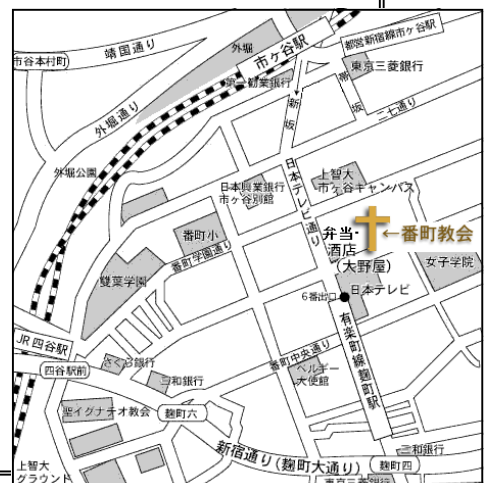 靖国通り
外堀
市ケ谷駅
都営新宿線市ヶ谷駅
市谷本村町
第一勧業銀行
東京三菱銀行
帯坂
新坂
外堀通り
二七通り
外堀公園
日本テレビ通り
日本興業銀行
市ヶ谷別館
上智大
市ヶ谷キャンパス
番町小
弁当・
酒店
(大野屋)
←番町教会
番町学園通り
女子学院
雙葉学園
日本テレビ
6番出口
有楽町線麹町駅
JR四谷駅
四谷駅前
さくら銀行
三和銀行
番町中央通り
ベルギー
大使館
聖イグナチオ教会
麹町六
新宿通り(麹町大通り)
三和銀行
麹町四
上智大
グラウンド
東京三菱銀行